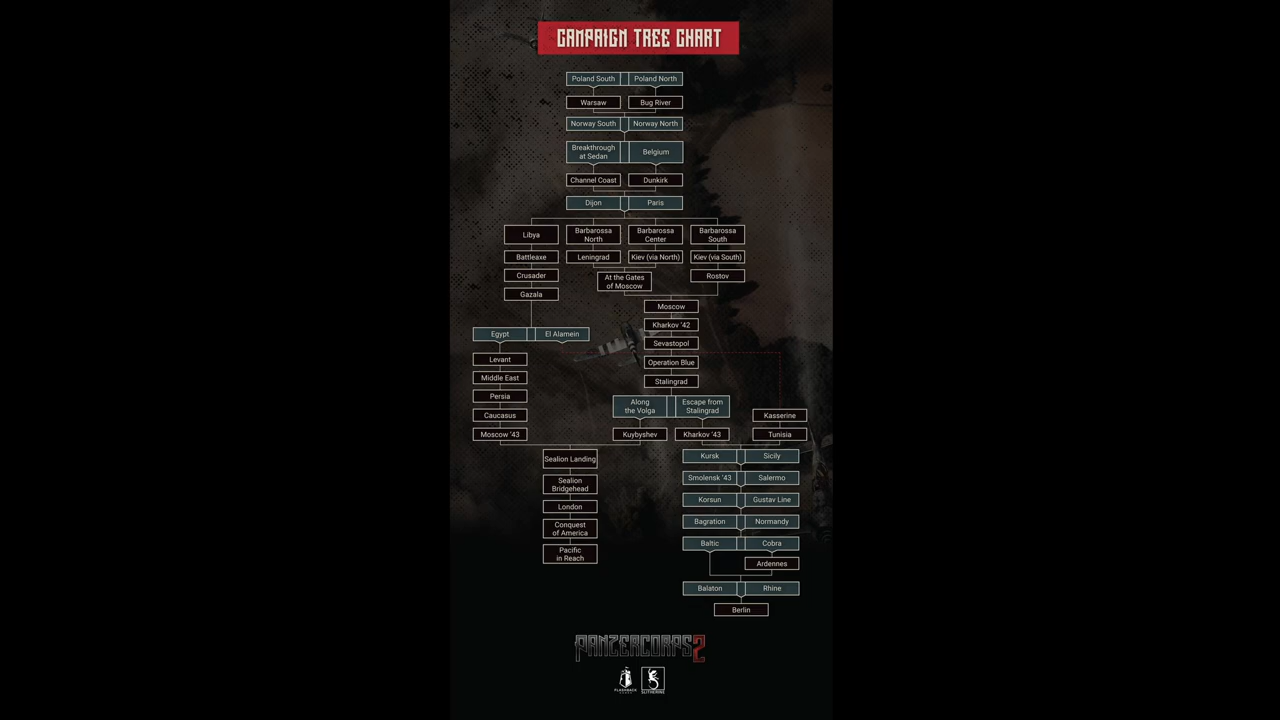 CAMPAIGN TREE CHART
Poland South
Poland North
Warsaw
Bug River
Norway South
Norway North
Breakthrough
at Sedan
Belgium
Channel Coast
Dunkirk
Dijon
Paris
Libya
Barbarossa
North
Barbarossa
Center
Barbarossa
South
Battleaxe
Leningrad
Kiev (via North)
Kiev (via South)
Crusader
At the Gates
of Moscow
Rostov
Gazala
Moscow
Kharkov '42
Egypt
El Alamein
Sevastopol
Levant
Operation Blue
Middle East
Stalingrad
Persia
Along
the Volga
Escape from
Stalingrad
Caucasus
Kasserine
Moscow '43
Kuybyshev
Kharkov '43
Tunisia
Sealion Landing
Kursk
Sicily
Sealion
Bridgehead
Smolensk '43
Salermo
London
Korsun
Gustav Line
Conquest
of America
Bagration
Normandy
Pacific
in Reach
Baltic
Cobra
Ardennes
Balaton
Rhine
Berlin
PANZERCORPS2
FLASHBACK
GAMES
SLITHERINE